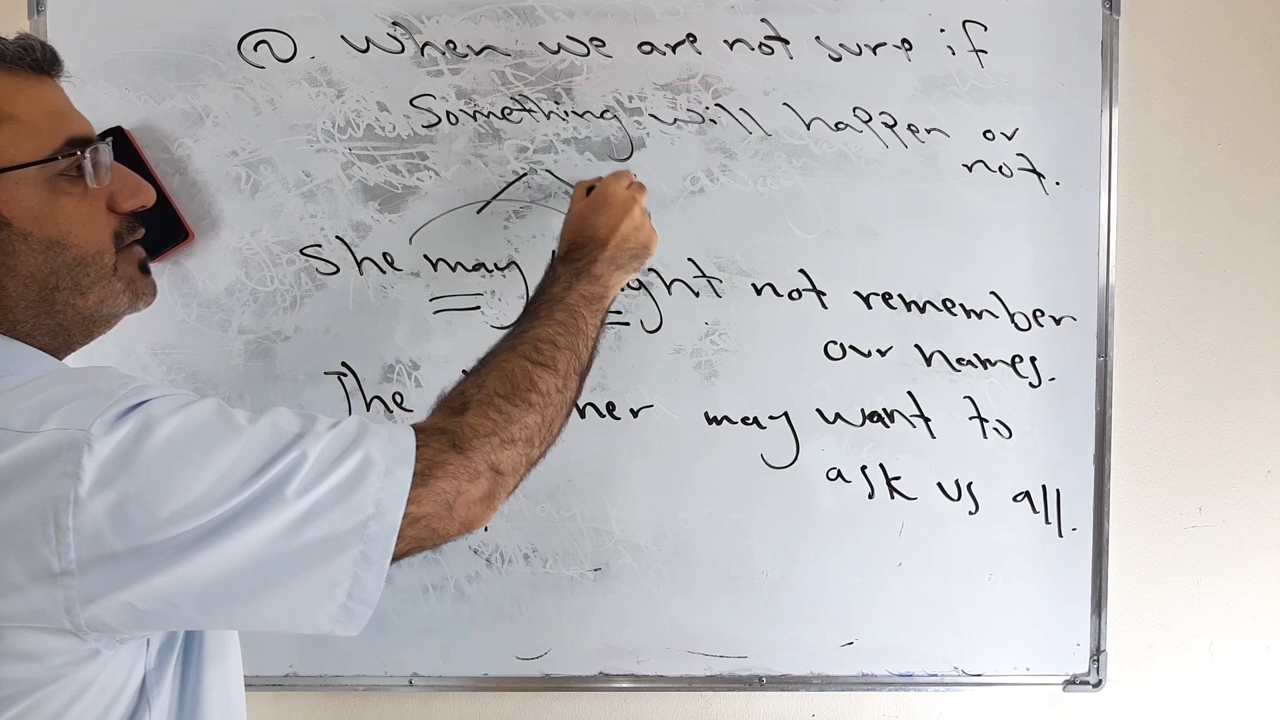 ②. When we are not sure if
Something will happen or
not.
She may might not remember
our names.
The may want to
ask us all.